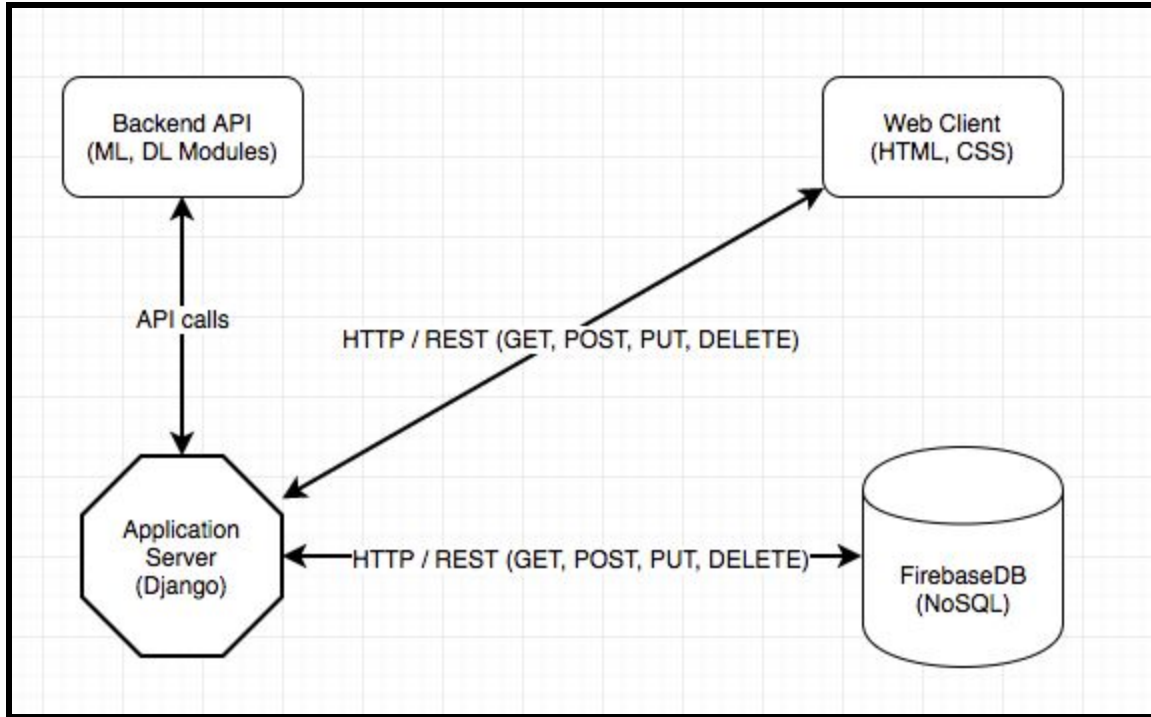 Backend API
(ML, DL Modules)
Web Client
(HTML, CSS)
API calls
HTTP / REST (GET, POST, PUT, DELETE)
Application
Server
(Django)
HTTP / REST (GET, POST, PUT, DELETE)
FirebaseDB
(NoSQL)